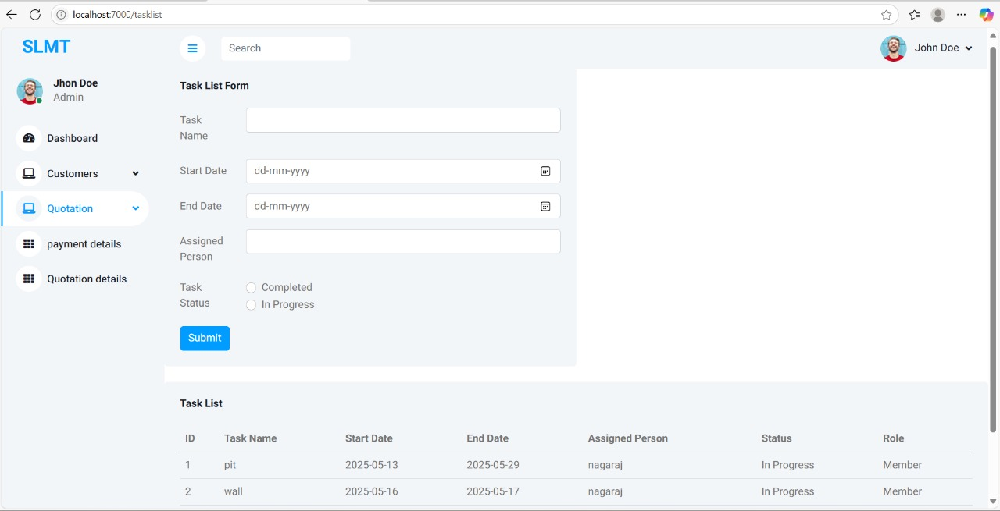 localhost:7000/tasklist
SLMT
Search
John Doe
Jhon Doe
Admin
Dashboard
Customers
Quotation
payment details
Quotation details
Task List Form
Task
Name
Start Date dd-mm-yyyy
End Date dd-mm-yyyy
Assigned
Person
Task
Status
Completed
In Progress
Submit
Task List
ID Task Name Start Date End Date Assigned Person Status Role
1 pit 2025-05-13 2025-05-29 nagaraj In Progress Member
2 wall 2025-05-16 2025-05-17 nagaraj In Progress Member